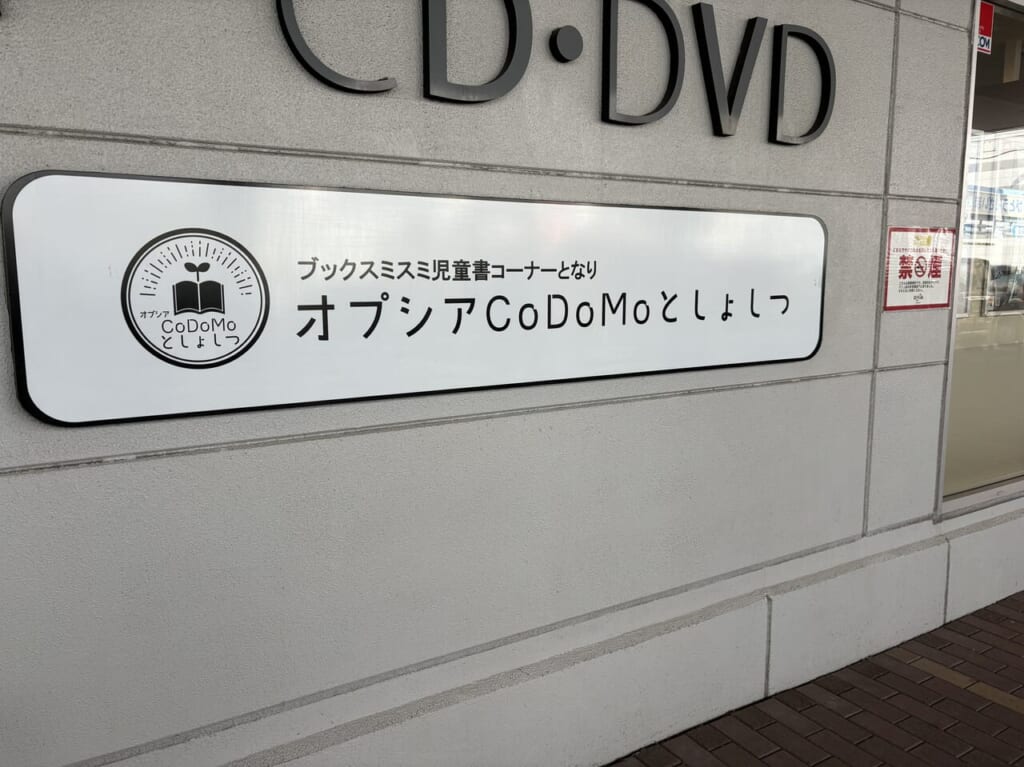 CD・DVD
ブックスミスミ児童書コーナーとなり
オプシアCoDoMoとしょしつ
オプシア
CoDoMo
としょしつ
禁煙